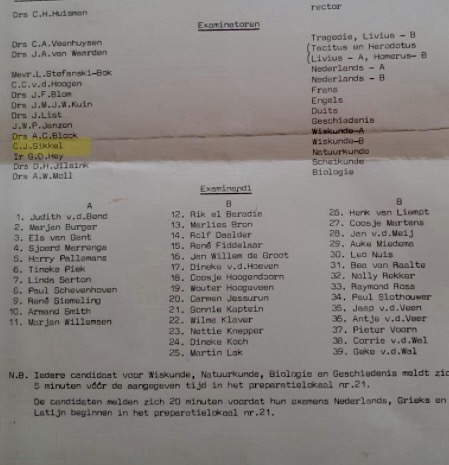 Drs C.H.Huisman rector
Examinatoren
Drs C.A.Veenhuysen Tragedie, Livius - B
Drs J.A.van Waarden (Tacitus en Herodotus
(Livius - A, Homerus- B
Mevr.L.Stefanski-Bok Nederlands - A
C.C.v.d.Hoogen Nederlands - B
Drs J.F.Blom Frans
Drs J.M.J.W.Kuin Engels
Drs J.List Duits
J.W.P.Janzen Geschiedenis
Drs A.C.Block Wiskunde-A
C.J.Sikkel Wiskunde-B
Ir G.D.Hey Natuurkunde
Drs D.H.Jilsink Scheikunde
Drs A.W.Moll Biologie
Examinandi
A B B
1. Judith v.d.Bend 12. Rik el Baradie 26. Henk van Liempt
2. Marjan Burger 13. Marlies Bron 27. Coosje Martens
3. Els van Gent 14. Rolf Daalder 28. Jan v.d.Meij
4. Sjoerd Marrenga 15. René Fiddelaar 29. Auke Miedema
5. Harry Pallemans 16. Jan Willem de Groot 30. Leo Nuis
6. Tineke Piek 17. Dineke v.d.Hoeven 31. Bea van Raalte
7. Linda Serton 18. Coosje Hoogendoorn 32. Nolly Rekker
8. Paul Schevenhoven 19. Wouter Hoogeveen 33. Raymond Ross
9. René Siemeling 20. Carmen Jessurun 34. Paul Slothouwer
10. Armand Smith 21. Gonnie Kaptein 35. Jaap v.d.Veen
11. Marjan Willemsen 22. Wilma Klaver 36. Antje v.d.Veer
23. Nettie Knepper 37. Pieter Voorn
24. Dineke Koch 38. Corrie v.d.Wal
25. Martin Lak 39. Geke v.d.Wal
N.B. Iedere candidaat voor Wiskunde, Natuurkunde, Biologie en Geschiedenis meldt zic
5 minuten vóór de aangegeven tijd in het preparatielokaal nr.21.
De candidaten melden zich 20 minuten voordat hun examens Nederlands, Grieks en
Latijn beginnen in het preparatielokaal nr.21.